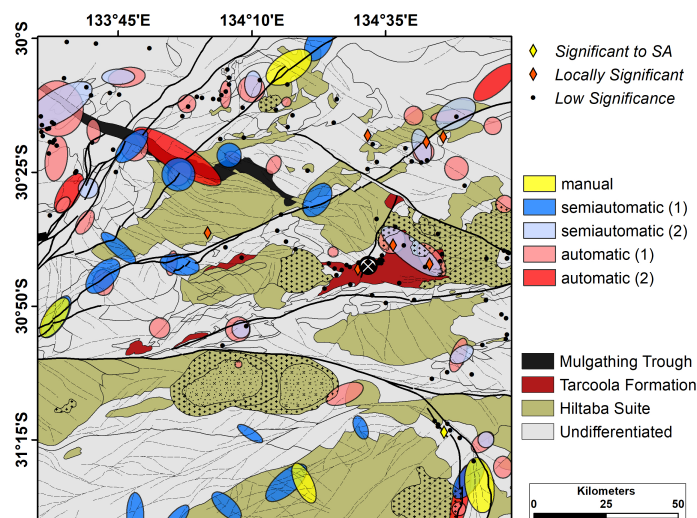 133°45'E 134°10'E 134°35'E
30°S
30°25'S
30°50'S
31°15'S
Significant to SA
Locally Significant
Low Significance
manual
semiautomatic (1)
semiautomatic (2)
automatic (1)
automatic (2)
Mulgathing Trough
Tarcoola Formation
Hiltaba Suite
Undifferentiated
Kilometers
0 25 50